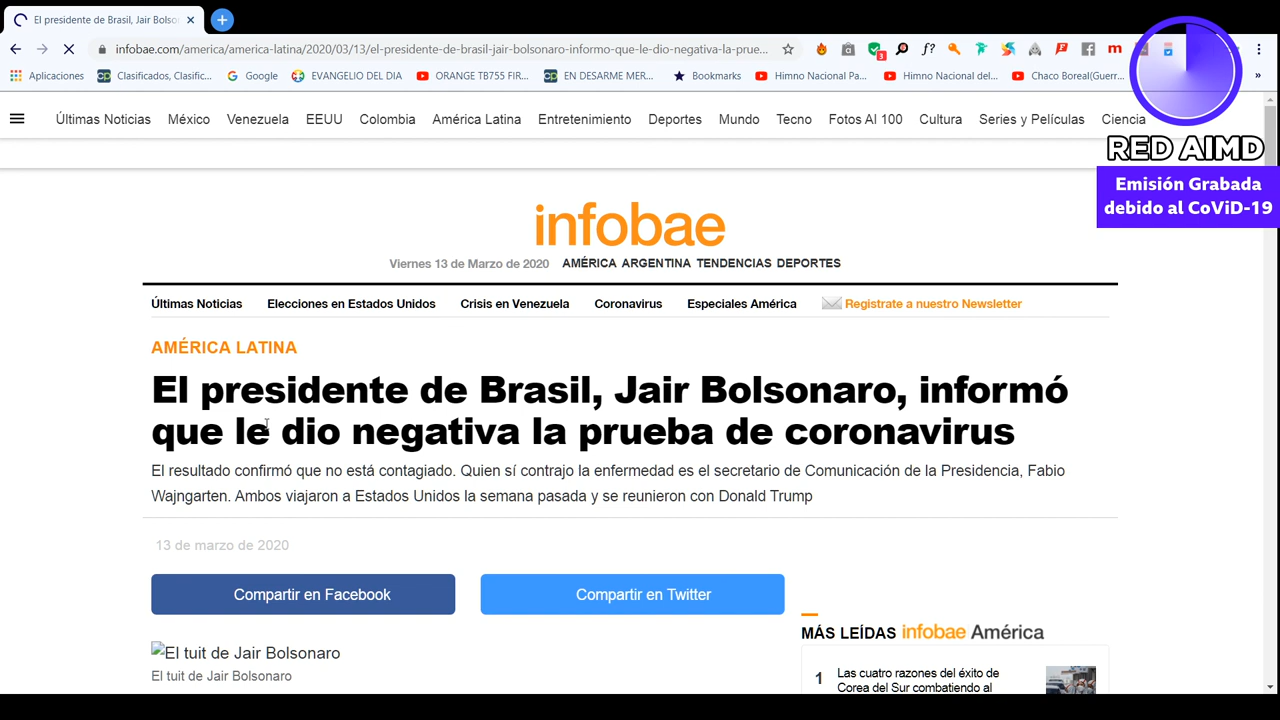 El presidente de Brasil, Jair Bolso
infobae.com/america/america-latina/2020/03/13/el-presidente-de-brasil-jair-bolsonaro-informo-que-le-dio-negativa-la-prue...
f?
3
m
Aplicaciones
Clasificados, Clasific...
Google
EVANGELIO DEL DIA
ORANGE TB755 FIR...
EN DESARME MER...
Bookmarks
Himno Nacional Pa...
Himno Nacional del...
Chaco Boreal(Guerr...
»
Últimas Noticias
México
Venezuela
EEUU
Colombia
América Latina
Entretenimiento
Deportes
Mundo
Tecno
Fotos Al 100
Cultura
Series y Películas
Ciencia
RED AIMD
Emisión Grabada
debido al CoViD-19
infobae
Viernes 13 de Marzo de 2020
AMÉRICA ARGENTINA TENDENCIAS DEPORTES
Últimas Noticias
Elecciones en Estados Unidos
Crisis en Venezuela
Coronavirus
Especiales América
Registrate a nuestro Newsletter
AMÉRICA LATINA
El presidente de Brasil, Jair Bolsonaro, informó
que le dio negativa la prueba de coronavirus
El resultado confirmó que no está contagiado. Quien sí contrajo la enfermedad es el secretario de Comunicación de la Presidencia, Fabio
Wajngarten. Ambos viajaron a Estados Unidos la semana pasada y se reunieron con Donald Trump
13 de marzo de 2020
Compartir en Facebook
Compartir en Twitter
El tuit de Jair Bolsonaro
El tuit de Jair Bolsonaro
MÁS LEÍDAS infobae América
1
Las cuatro razones del éxito de
Corea del Sur combatiendo al